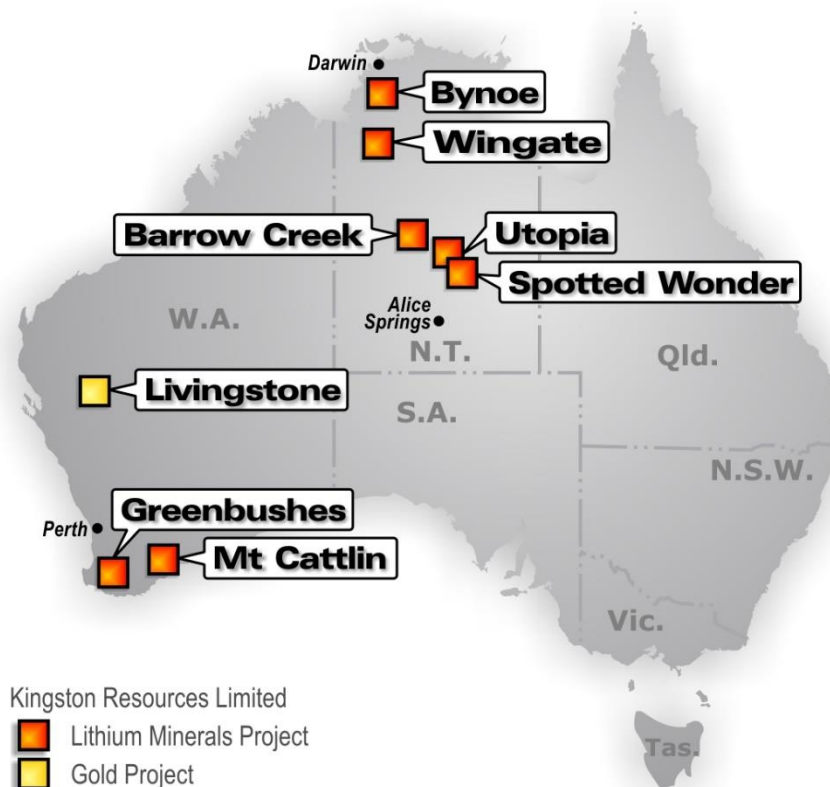 Darwin
Bynoe
Wingate
Barrow Creek
Utopia
Spotted Wonder
Alice
Springs
W.A.
N.T.
Qld.
Livingstone
S.A.
N.S.W.
Greenbushes
Perth
Mt Cattlin
Vic.
Kingston Resources Limited
Lithium Minerals Project
Tas.
Gold Project